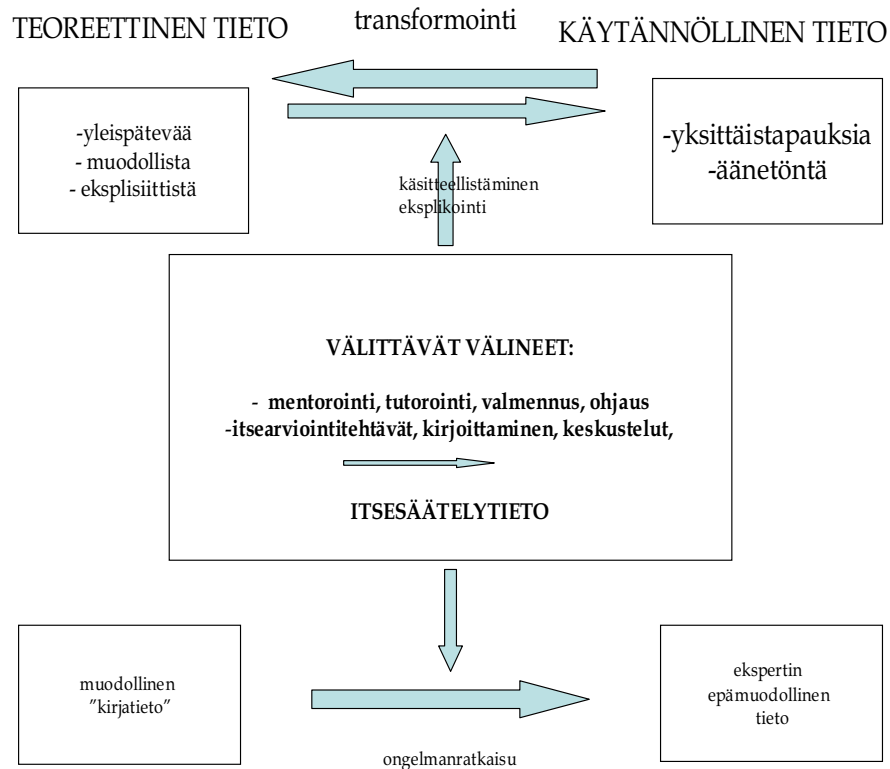 TEOREETTINEN TIETO
transformointi
KÄYTÄNNÖLLINEN TIETO
-yleispätevää
- muodollista
- eksplisiittistä
-yksittäistapauksia
-äänetöntä
käsitteellistäminen
eksplikointi
VÄLITTÄVÄT VÄLINEET:
- mentorointi, tutorointi, valmennus, ohjaus
-itsearviointitehtävät, kirjoittaminen, keskustelut,
ITSESÄÄTELYTIETO
muodollinen
”kirjatieto”
ekspertin
epämuodollinen
tieto
ongelmanratkaisu